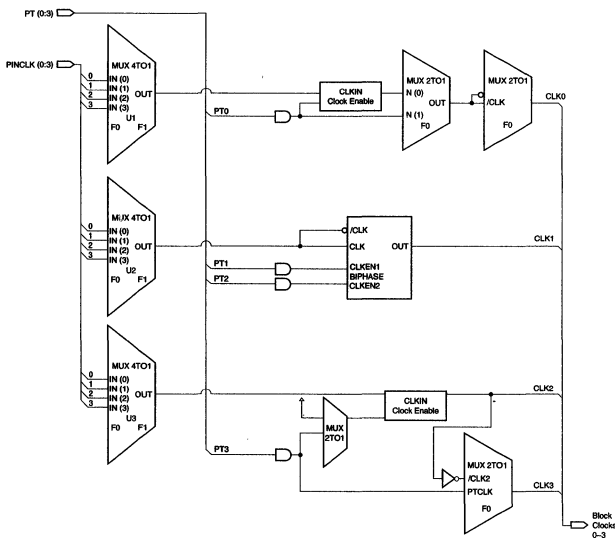 PT (0:3)
PINCLK (0:3)
MUX 4TO1
0 IN (0)
1 IN (1)
2 IN (2)
3 IN (3)
OUT
U1
F0 F1
CLKIN
Clock Enable
PT0
MUX 2TO1
N (0)
OUT
N (1)
F0
MUX 2TO1
/CLK
F0
CLK0
MUX 4TO1
0 IN (0)
1 IN (1)
2 IN (2)
3 IN (3)
OUT
U2
F0 F1
/CLK
CLK OUT
PT1
CLKEN1
BIPHASE
PT2
CLKEN2
CLK1
MUX 4TO1
0 IN (0)
1 IN (1)
2 IN (2)
3 IN (3)
OUT
U3
F0 F1
CLKIN
Clock Enable
CLK2
MUX
2TO1
PT3
MUX 2TO1
/CLK2
PTCLK
F0
CLK3
Block
Clocks
0–3